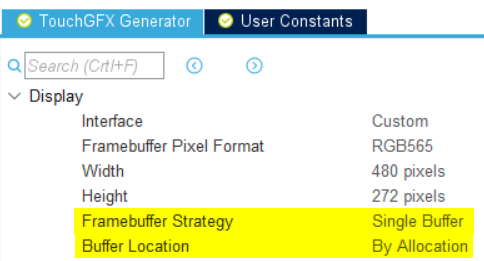 TouchGFX Generator User Constants
Search (Crtl+F)
Display
Interface Custom
Framebuffer Pixel Format RGB565
Width 480 pixels
Height 272 pixels
Framebuffer Strategy Single Buffer
Buffer Location By Allocation